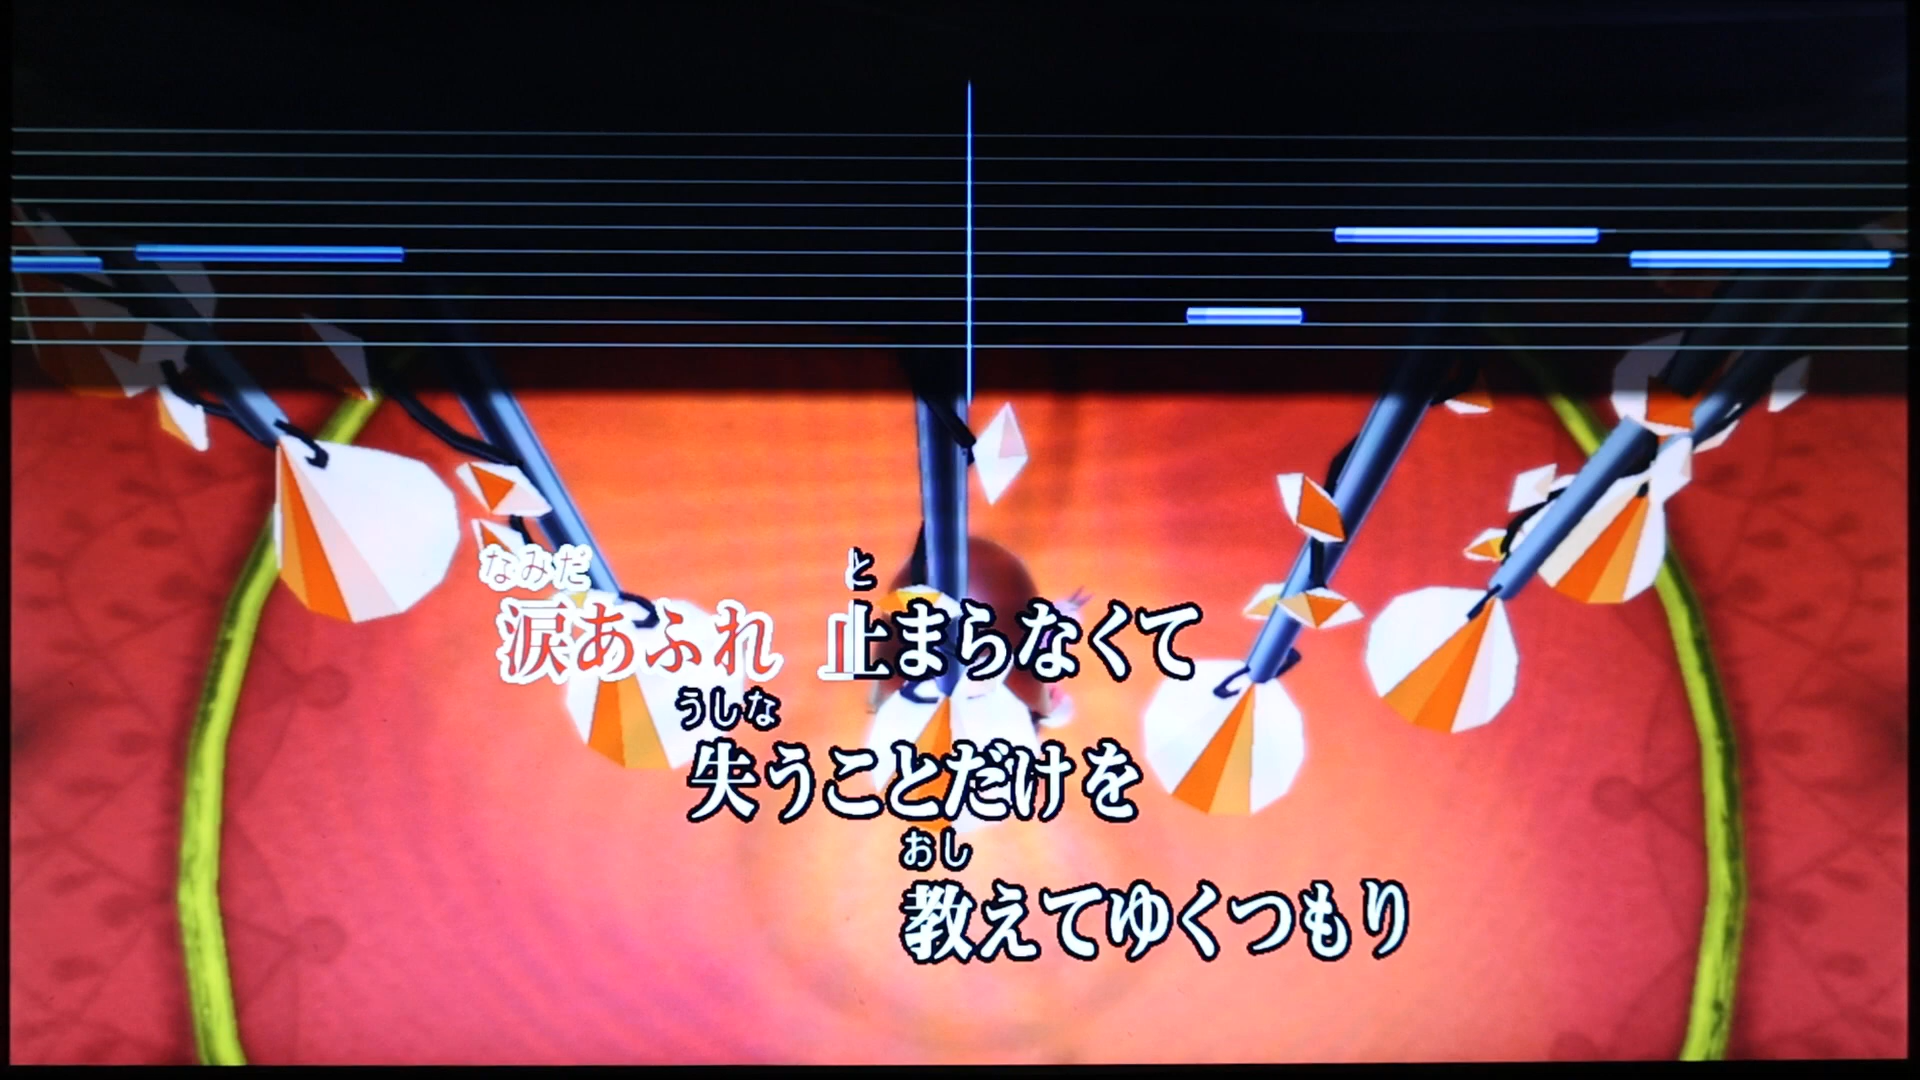 なみだ と
涙あふれ 止まらなくて
うしな
失うことだけを
おし
教えてゆくつもり